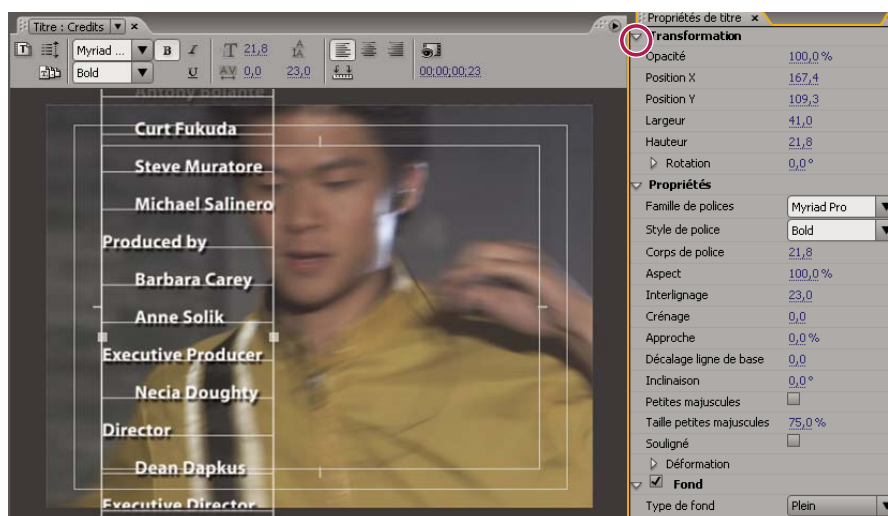 Titre : Credits
Myriad ... B I T 21,8
Bold U AV 0,0 23,0 00;00;00;23
Antony Bolante
Curt Fukuda
Steve Muratore
Michael Salinero
Produced by
Barbara Carey
Anne Solik
Executive Producer
Necia Doughty
Director
Dean Dapkus
Executive Director
Propriétés de titre
Transformation
Opacité 100,0 %
Position X 167,4
Position Y 109,3
Largeur 41,0
Hauteur 21,8
Rotation 0,0 °
Propriétés
Famille de polices Myriad Pro
Style de police Bold
Corps de police 21,8
Aspect 100,0 %
Interlignage 23,0
Crénage 0,0
Approche 0,0 %
Décalage ligne de base 0,0
Inclinaison 0,0 °
Petites majuscules
Taille petites majuscules 75,0 %
Souligné
Déformation
Fond
Type de fond Plein